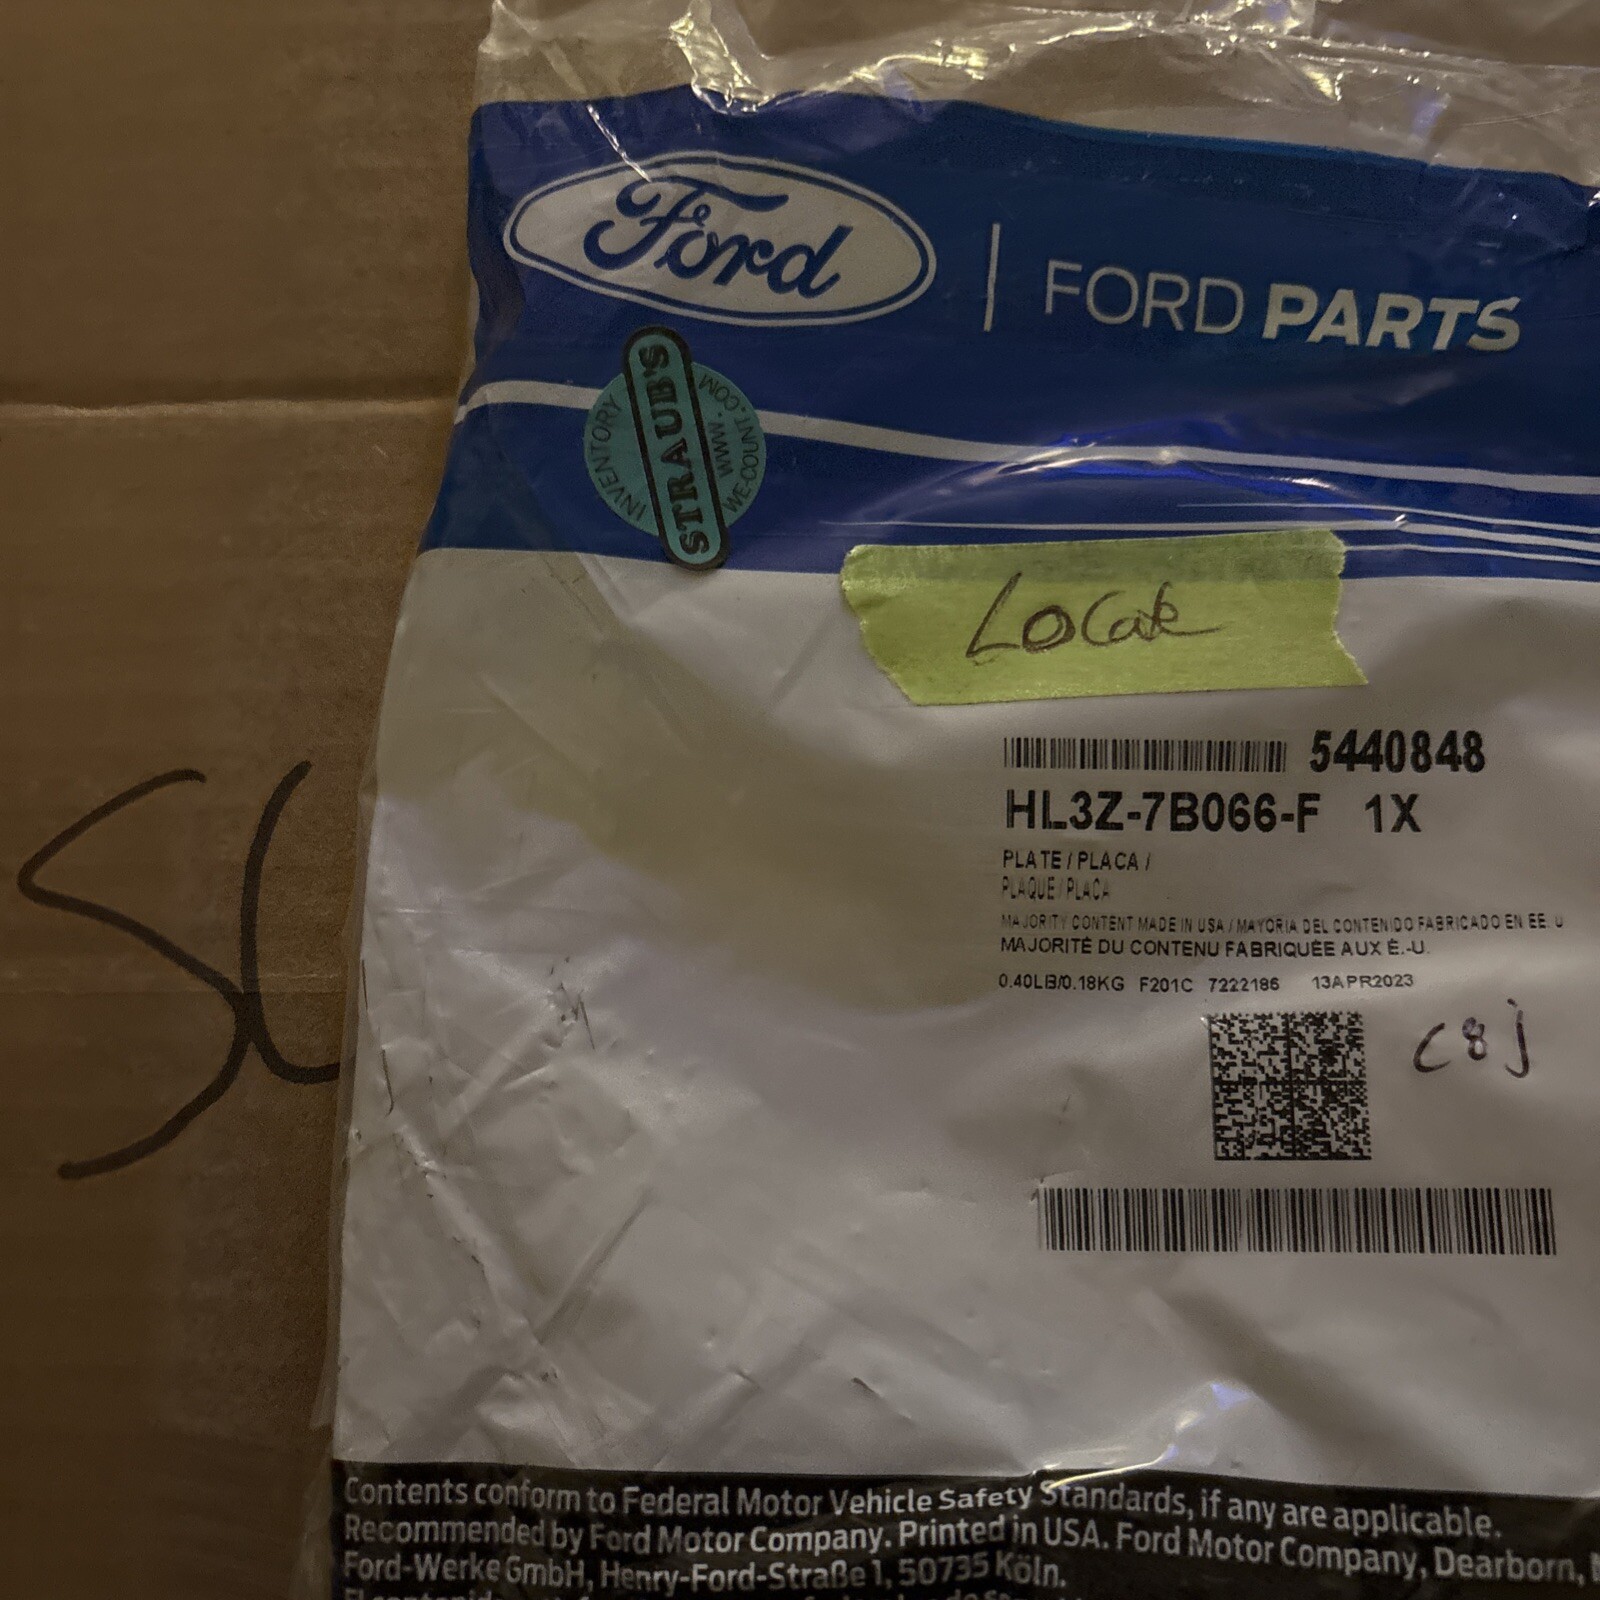 Ford
FORD PARTS
INVENTORY
STRAUB'S
WWW.
WE-COUNT.COM
Locate
5440848
HL3Z-7B066-F 1X
PLATE / PLACA /
PLAQUE / PLACA
MAJORITY CONTENT MADE IN USA / MAYORIA DEL CONTENIDO FABRICADO EN EE. U
MAJORITÉ DU CONTENU FABRIQUÉE AUX É.-U.
0.40LB/0.18KG F201C 7222186 13APR2023
(8)
Contents conform to Federal Motor Vehicle Safety Standards, if any are applicable.
Recommended by Ford Motor Company. Printed in USA. Ford Motor Company, Dearborn,
Ford-Werke GmbH, Henry-Ford-Straße 1, 50735 Köln.